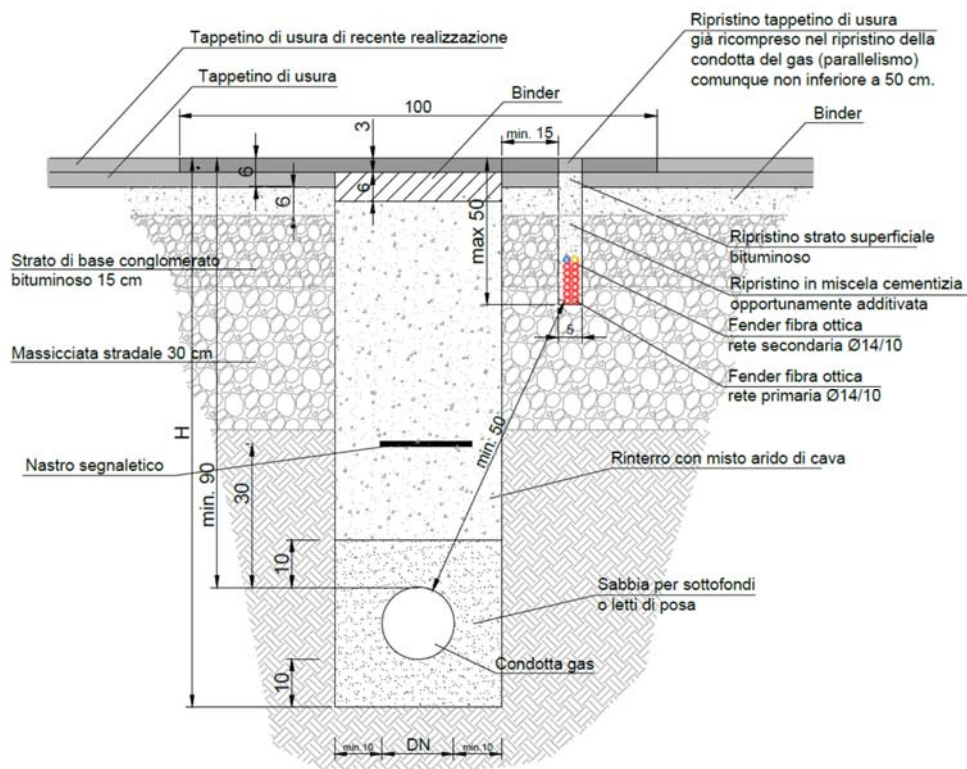 Ripristino tappetino di usura
già ricompreso nel ripristino della
condotta del gas (parallelismo)
comunque non inferiore a 50 cm.
Tappetino di usura di recente realizzazione
Tappetino di usura
Binder
100
3
min. 15
Binder
6
6
6
max 50
Strato di base conglomerato
bituminoso 15 cm
Ripristino strato superficiale
bituminoso
Ripristino in miscela cementizia
opportunamente additivata
5
Fender fibra ottica
rete secondaria Ø14/10
Massicciata stradale 30 cm
Fender fibra ottica
rete primaria Ø14/10
H
min. 90
30
min. 50
Nastro segnaletico
Rinterro con misto arido di cava
10
Sabbia per sottofondi
o letti di posa
Condotta gas
10
min.10
DN
min.10